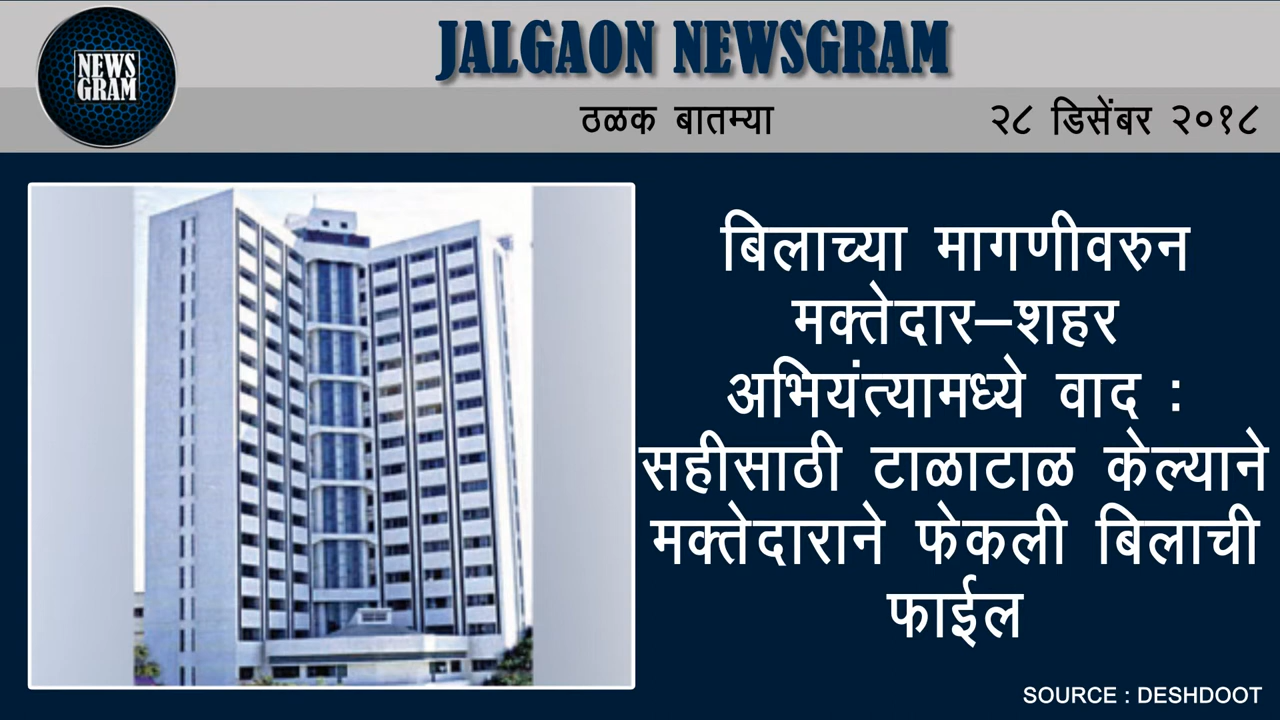 NEWS
GRAM
JALGAON NEWSGRAM
ठळक बातम्या
२८ डिसेंबर २०१८
बिलाच्या मागणीवरुन
मक्तेदार–शहर
अभियंत्यामध्ये वाद :
सहीसाठी टाळाटाळ केल्याने
मक्तेदाराने फेकली बिलाची
फाईल
SOURCE : DESHDOOT